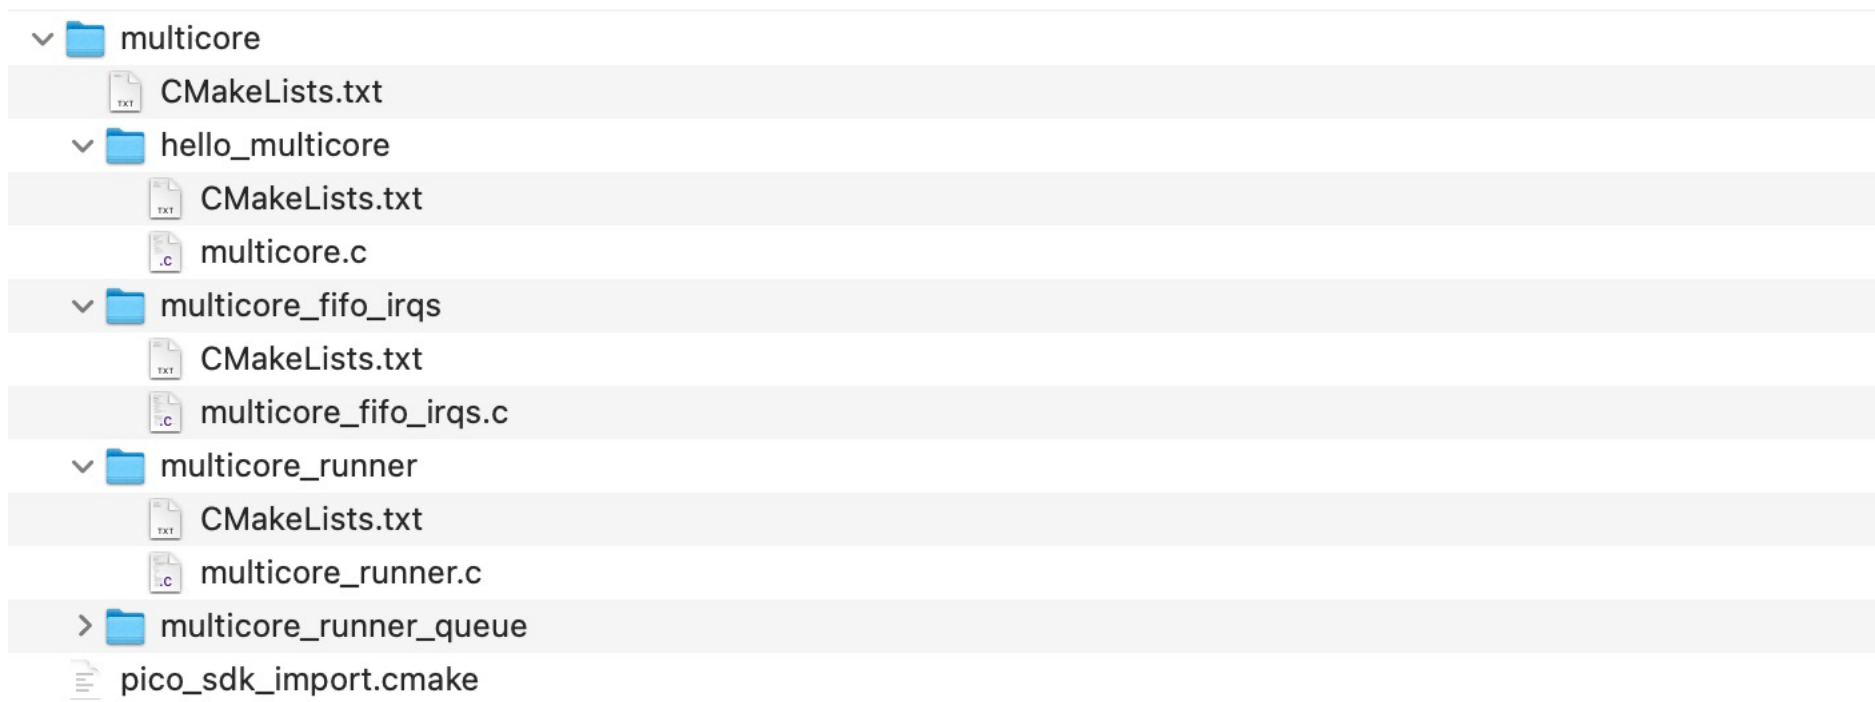 multicore
CMakeLists.txt
hello_multicore
CMakeLists.txt
multicore.c
multicore_fifo_irqs
CMakeLists.txt
multicore_fifo_irqs.c
multicore_runner
CMakeLists.txt
multicore_runner.c
multicore_runner_queue
pico_sdk_import.cmake